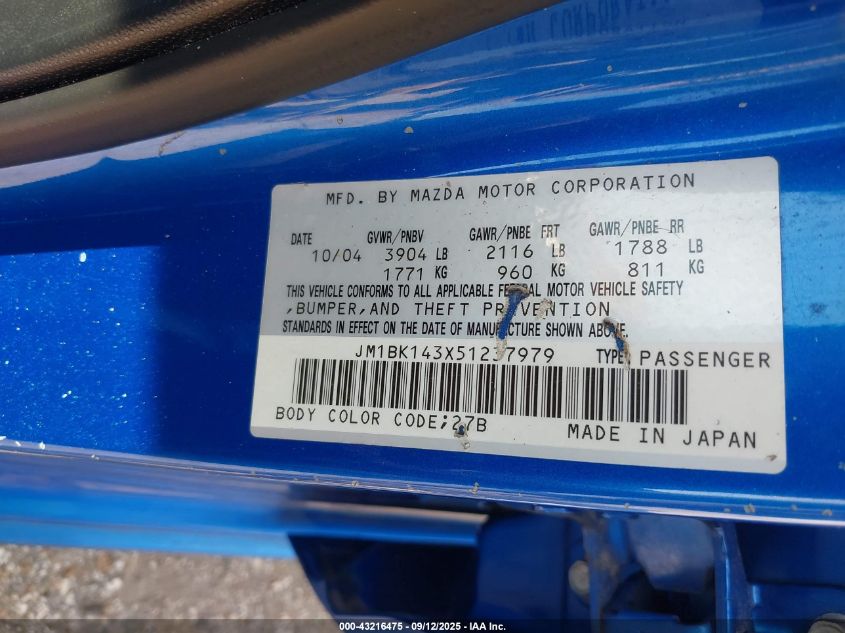 MFD. BY MAZDA MOTOR CORPORATION
DATE GVWR/PNBV GAWR/PNBE FRT GAWR/PNBE RR
10/04 3904 LB 2116 LB 1788 LB
1771 KG 960 KG 811 KG
THIS VEHICLE CONFORMS TO ALL APPLICABLE FEDERAL MOTOR VEHICLE SAFETY
,BUMPER,AND THEFT PREVENTION
STANDARDS IN EFFECT ON THE DATE OF MANUFACTURE SHOWN ABOVE.
JM1BK143X51237979 TYPE: PASSENGER
BODY COLOR CODE;27B MADE IN JAPAN
000-43216475 - 09/12/2025 - IAA Inc.